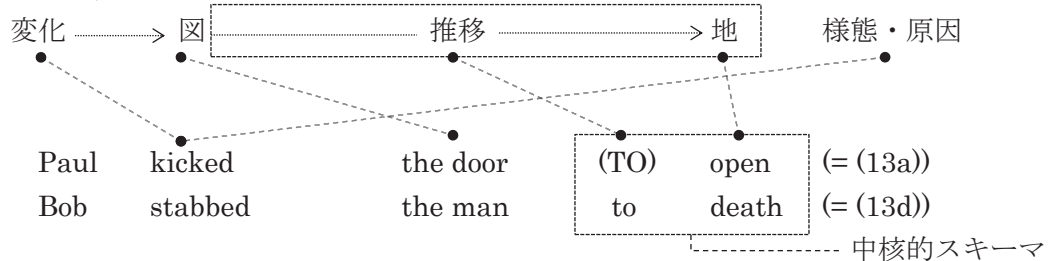 変化 図 推移 地 様態・原因
Paul kicked the door (TO) open (= (13a))
Bob stabbed the man to death (= (13d))
中核的スキーマ